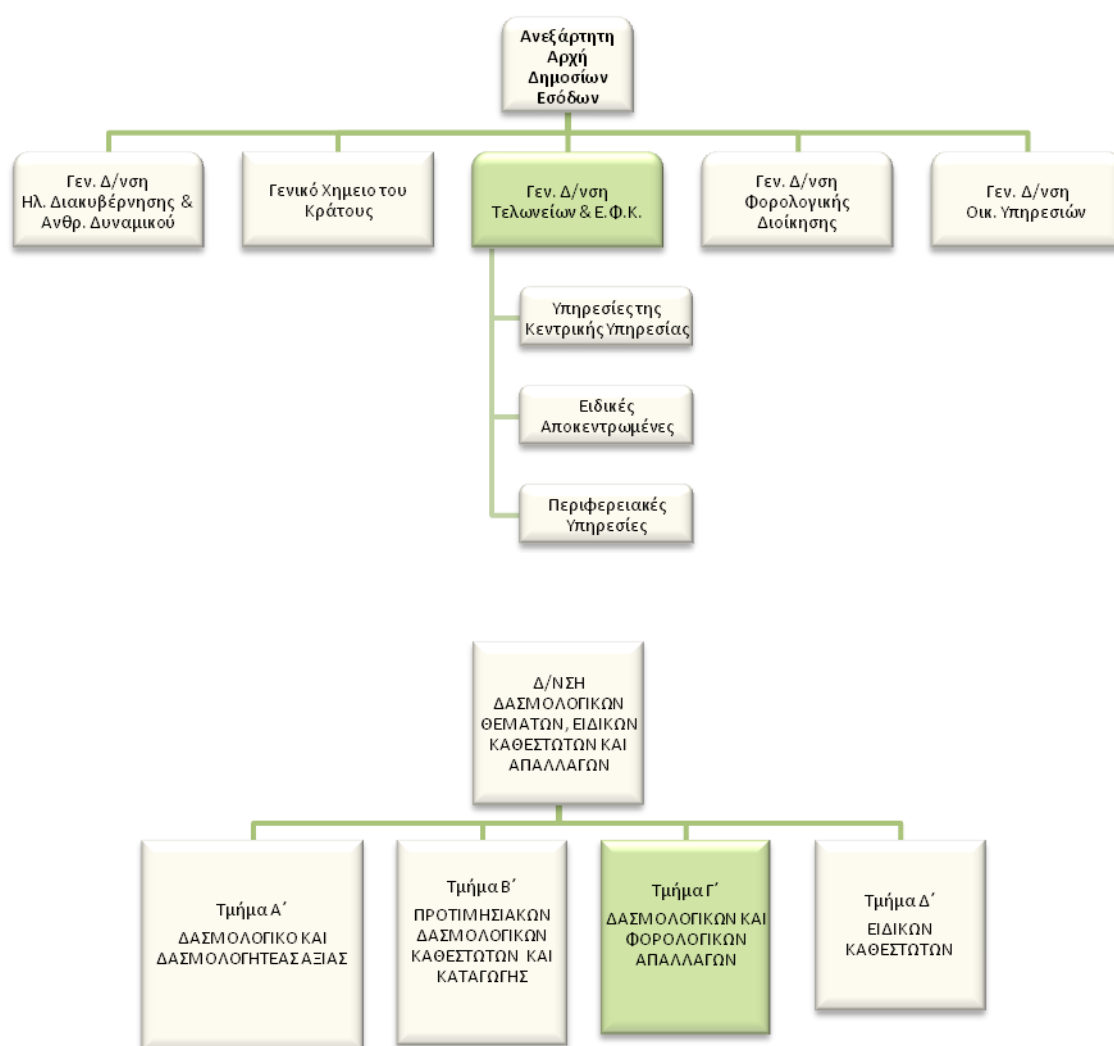 Ανεξάρτητη
Αρχή
Δημοσίων
Εσόδων
Γεν. Δ/νση
Ηλ. Διακυβέρνησης &
Ανθρ. Δυναμικού
Γενικό Χημειο του
Κράτους
Γεν. Δ/νση
Τελωνείων & Ε.Φ.Κ.
Γεν. Δ/νση
Φορολογικής
Διοίκησης
Γεν. Δ/νση
Οικ. Υπηρεσιών
Υπηρεσίες της
Κεντρικής Υπηρεσίας
Ειδικές
Αποκεντρωμένες
Περιφερειακές
Υπηρεσίες
Δ/ΝΣΗ
ΔΑΣΜΟΛΟΓΙΚΩΝ
ΘΕΜΑΤΩΝ, ΕΙΔΙΚΩΝ
ΚΑΘΕΣΤΩΤΩΝ ΚΑΙ
ΑΠΑΛΛΑΓΩΝ
Τμήμα Α΄
ΔΑΣΜΟΛΟΓΙΚΟ ΚΑΙ
ΔΑΣΜΟΛΟΓΗΤΕΑΣ ΑΞΙΑΣ
Τμήμα Β΄
ΠΡΟΤΙΜΗΣΙΑΚΩΝ
ΔΑΣΜΟΛΟΓΙΚΩΝ
ΚΑΘΕΣΤΩΤΩΝ ΚΑΙ
ΚΑΤΑΓΩΓΗΣ
Τμήμα Γ΄
ΔΑΣΜΟΛΟΓΙΚΩΝ ΚΑΙ
ΦΟΡΟΛΟΓΙΚΩΝ
ΑΠΑΛΛΑΓΩΝ
Τμήμα Δ΄
ΕΙΔΙΚΩΝ
ΚΑΘΕΣΤΩΤΩΝ